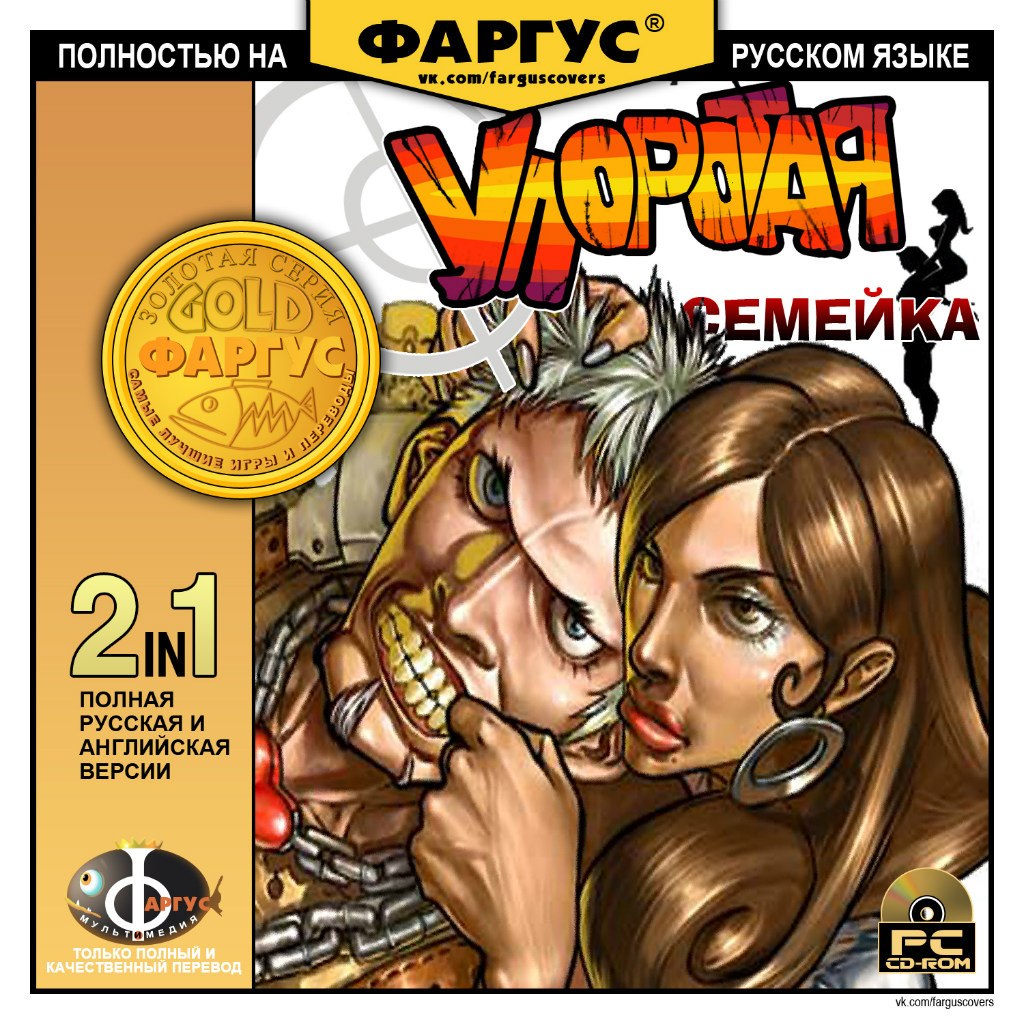 ПОЛНОСТЬЮ НА
ФАРГУС®
vk.com/farguscovers
РУССКОМ ЯЗЫКЕ
УПОРОТАЯ
СЕМЕЙКА
ЗОЛОТАЯ СЕРИЯ
GOLD
ФАРГУС
САМЫЕ ЛУЧШИЕ ИГРЫ И ПЕРЕВОДЫ
2IN1
ПОЛНАЯ
РУССКАЯ И
АНГЛИЙСКАЯ
ВЕРСИИ
ФАРГУС
МУЛЬТИМЕДИЯ
ТОЛЬКО ПОЛНЫЙ И
КАЧЕСТВЕННЫЙ ПЕРЕВОД
PC
CD-ROM
vk.com/farguscovers